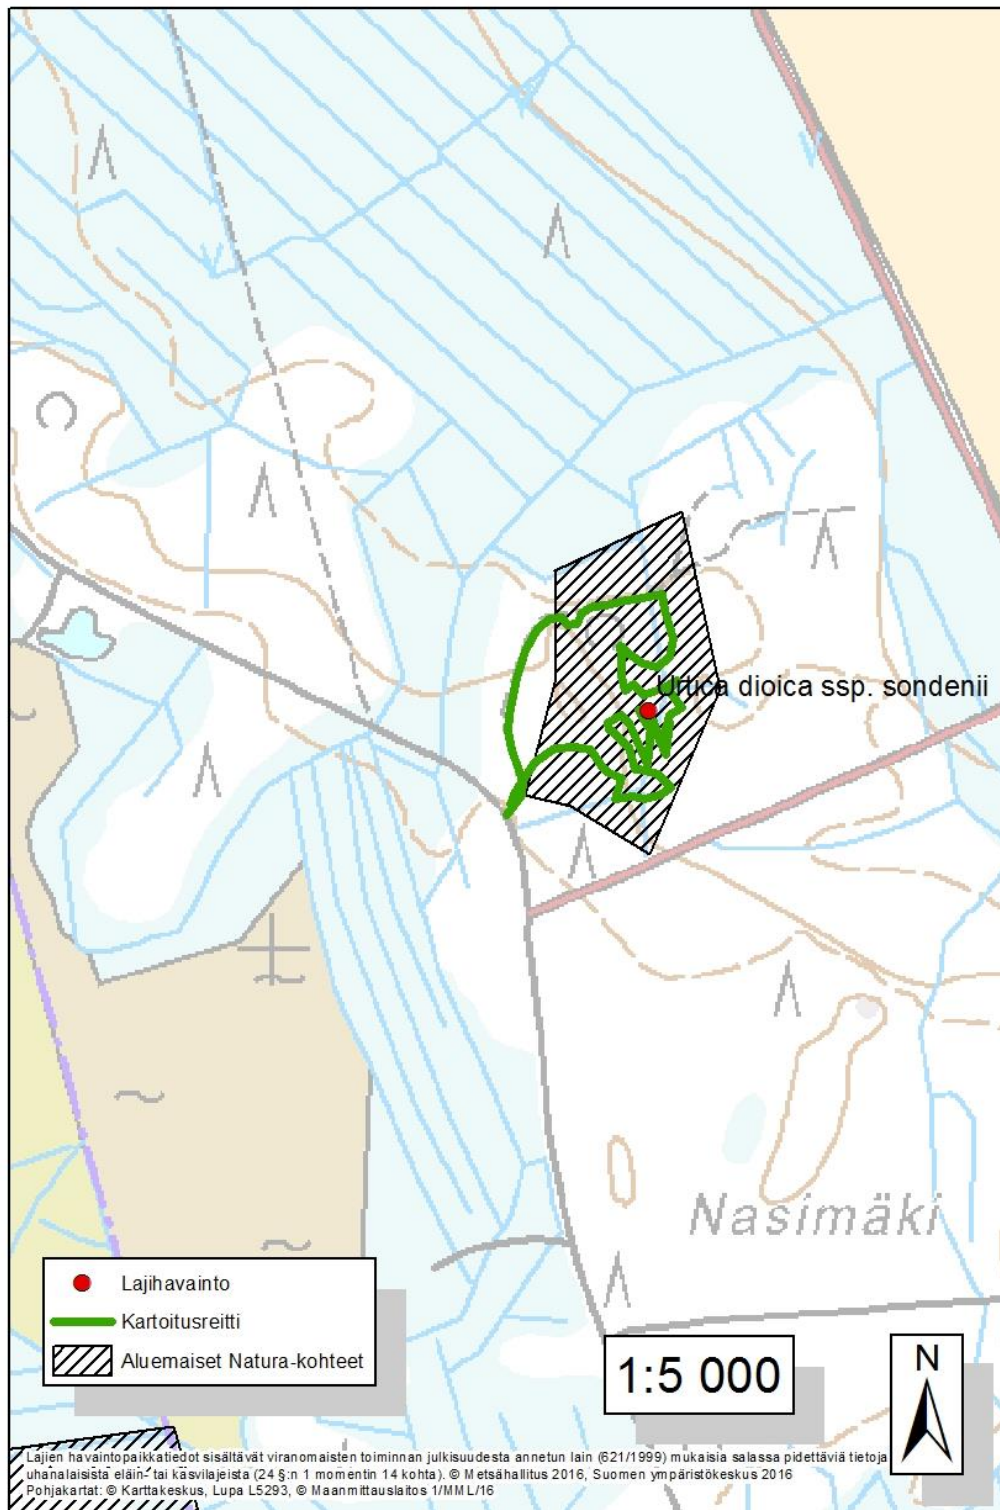 Urtica dioica ssp. sondenii
Nasimäki
Lajihavainto
Kartoitusreitti
Aluemaiset Natura-kohteet
1:5 000
N
Lajien havaintopaikkatiedot sisältävät viranomaisten toiminnan julkisuudesta annetun lain (621/1999) mukaisia salassa pidettäviä tietoja
uhanalaisista eläin- tai kasvilajeista (24 §:n 1 momentin 14 kohta). © Metsähallitus 2016, Suomen ympäristökeskus 2016
Pohjakartat: © Karttakeskus, Lupa L5293, © Maanmittauslaitos 1/MML/16